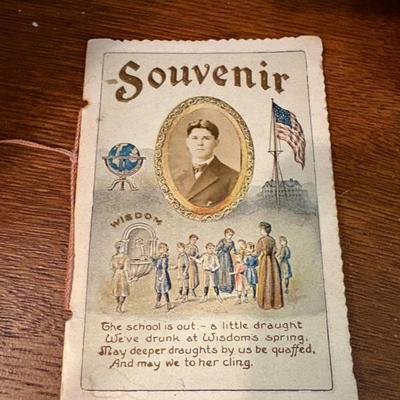 Souvenir
WISDOM
The school is out. – a little draught
We've drunk at Wisdom's spring.
May deeper draughts by us be quaffed,
And may we to her cling.